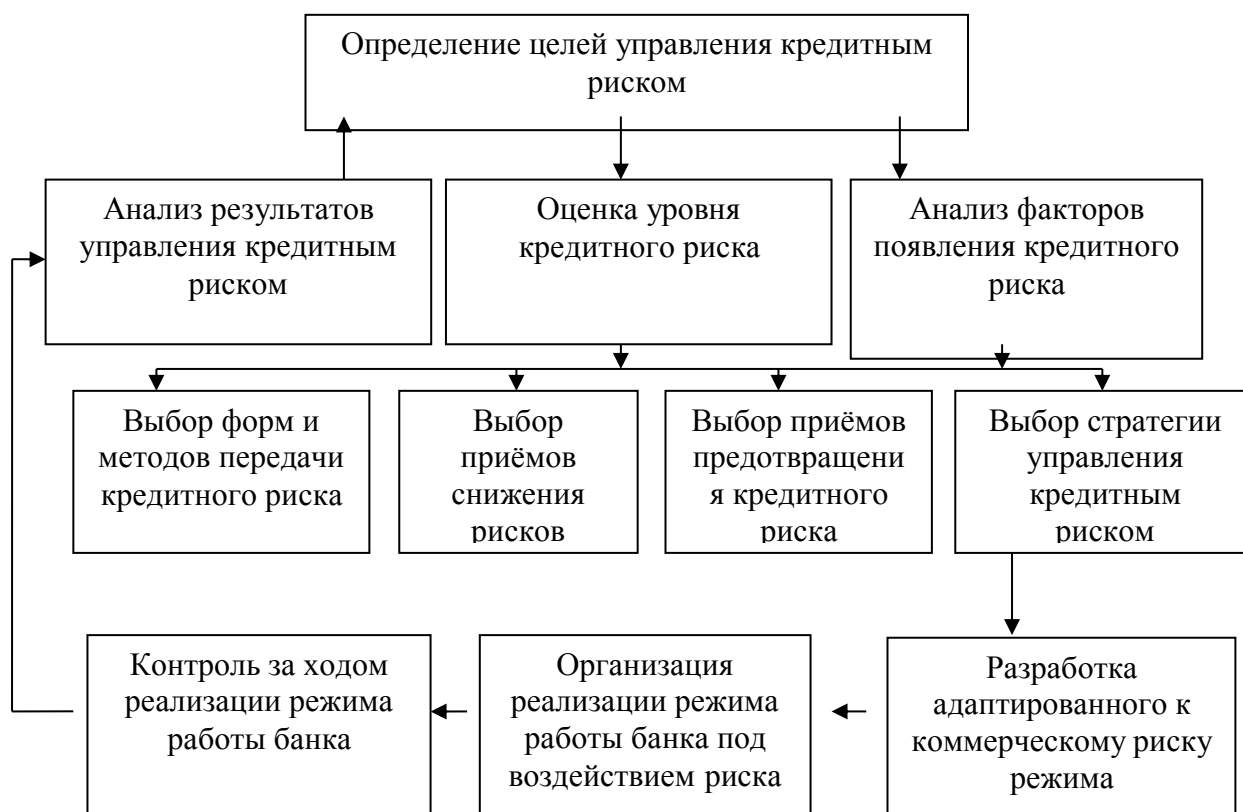 Определение целей управления кредитным
риском
Анализ результатов
управления кредитным
риском
Оценка уровня
кредитного риска
Анализ факторов
появления кредитного
риска
Выбор форм и
методов передачи
кредитного риска
Выбор
приёмов
снижения
рисков
Выбор приёмов
предотвращени
я кредитного
риска
Выбор стратегии
управления
кредитным
риском
Контроль за ходом
реализации режима
работы банка
Организация
реализации режима
работы банка под
воздействием риска
Разработка
адаптированного к
коммерческому риску
режима